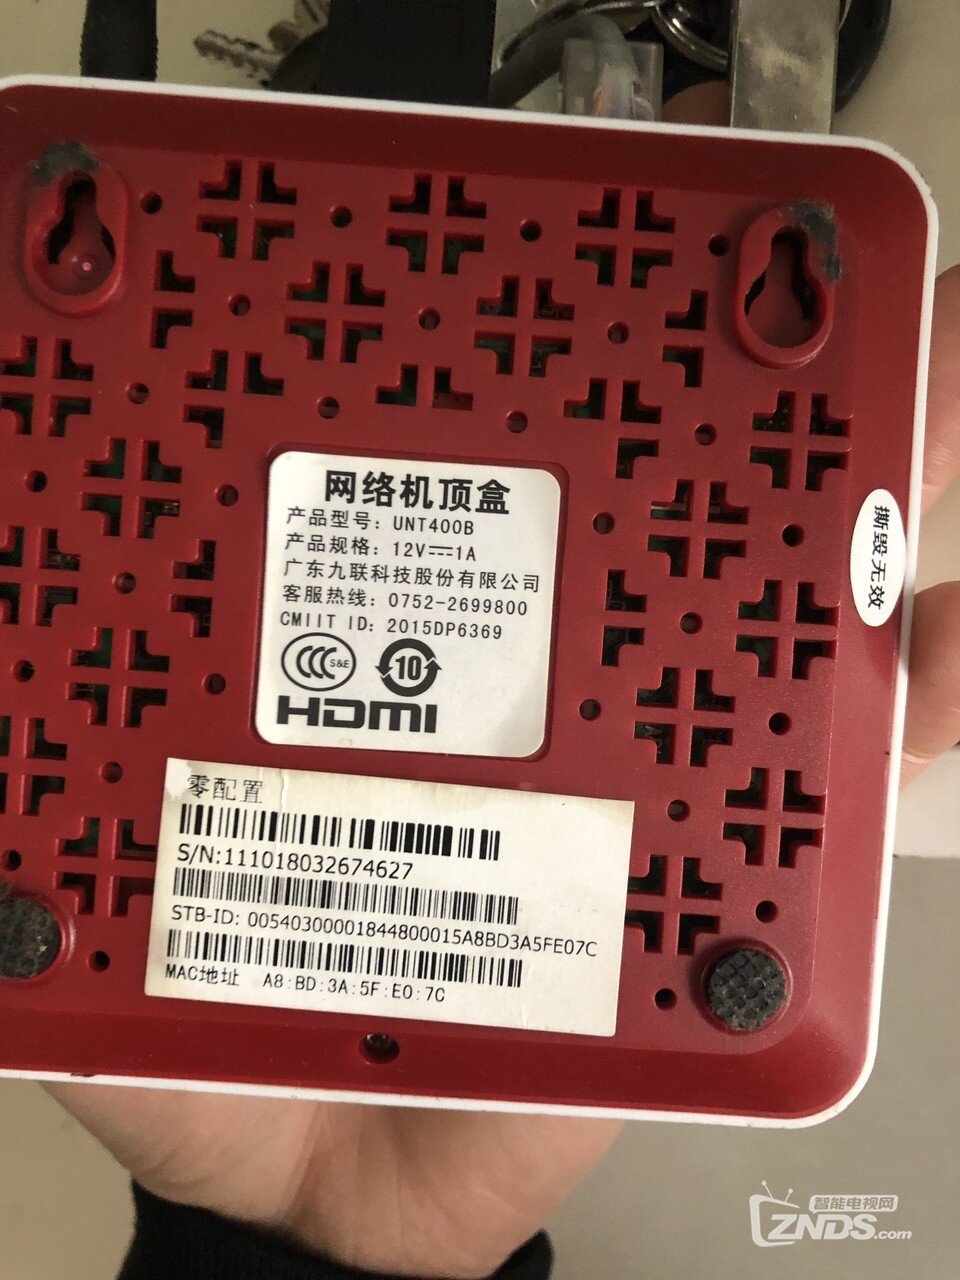 网络机顶盒
产品型号: UNT400B
产品规格: 12V⎓1A
广东九联科技股份有限公司
客服热线: 0752-2699800
CMIIT ID: 2015DP6369
CCC S&E
10
HDMI
撕毁无效
零配置
S/N:111018032674627
STB-ID: 00540300001844800015A8BD3A5FE07C
MAC地址 A8:BD:3A:5F:E0:7C
智能电视网
ZNDS.com